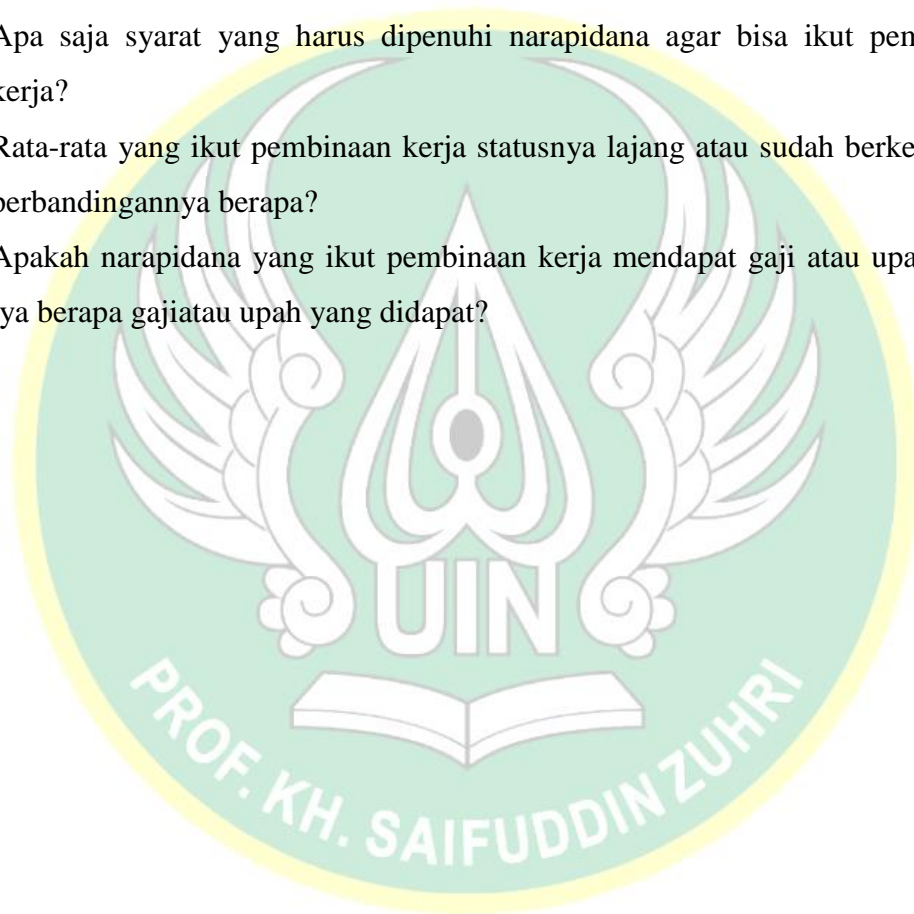 Apa saja syarat yang harus dipenuhi narapidana agar bisa ikut pem
kerja?
Rata-rata yang ikut pembinaan kerja statusnya lajang atau sudah berke
perbandingannya berapa?
Apakah narapidana yang ikut pembinaan kerja mendapat gaji atau upa
ya berapa gajiatau upah yang didapat?
UIN
PROF. KH. SAIFUDDIN ZUHRI